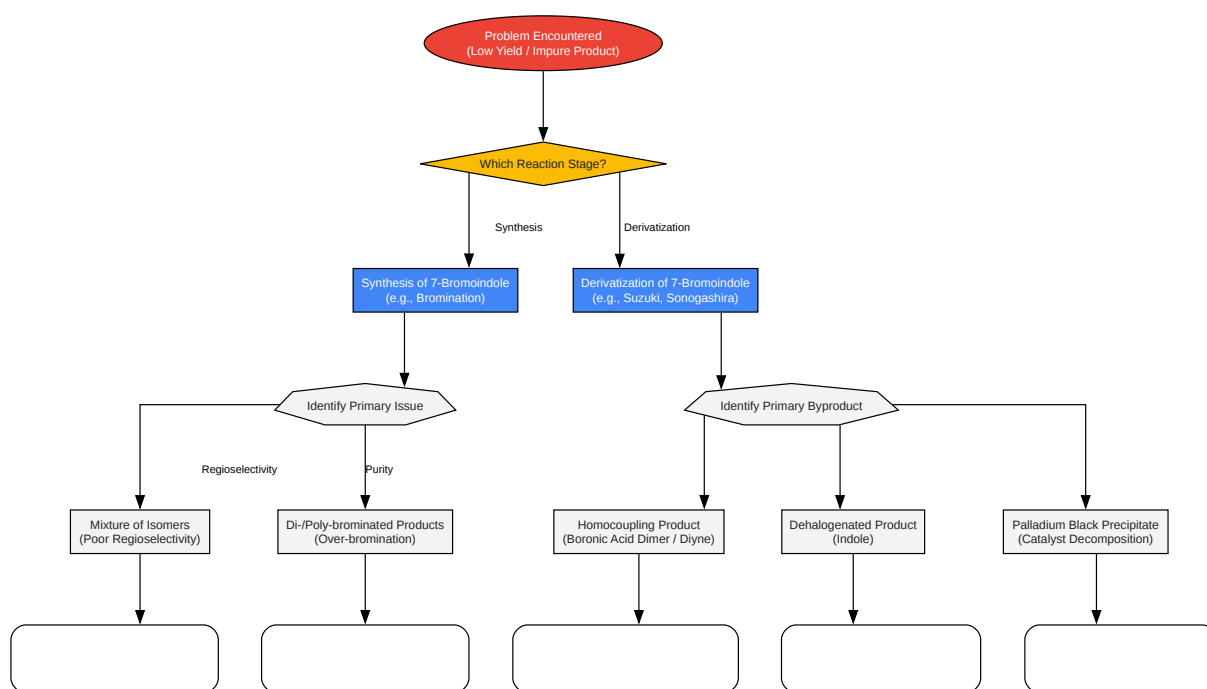 Problem Encountered
(Low Yield / Impure Product)
Which Reaction Stage?
Synthesis
Derivatization
Synthesis of 7-Bromoindole
(e.g., Bromination)
Derivatization of 7-Bromoindole
(e.g., Suzuki, Sonogashira)
Identify Primary Issue
Identify Primary Byproduct
Regioselectivity
Purity
Mixture of Isomers
(Poor Regioselectivity)
Di-/Poly-brominated Products
(Over-bromination)
Homocoupling Product
(Boronic Acid Dimer / Diyne)
Dehalogenated Product
(Indole)
Palladium Black Precipitate
(Catalyst Decomposition)